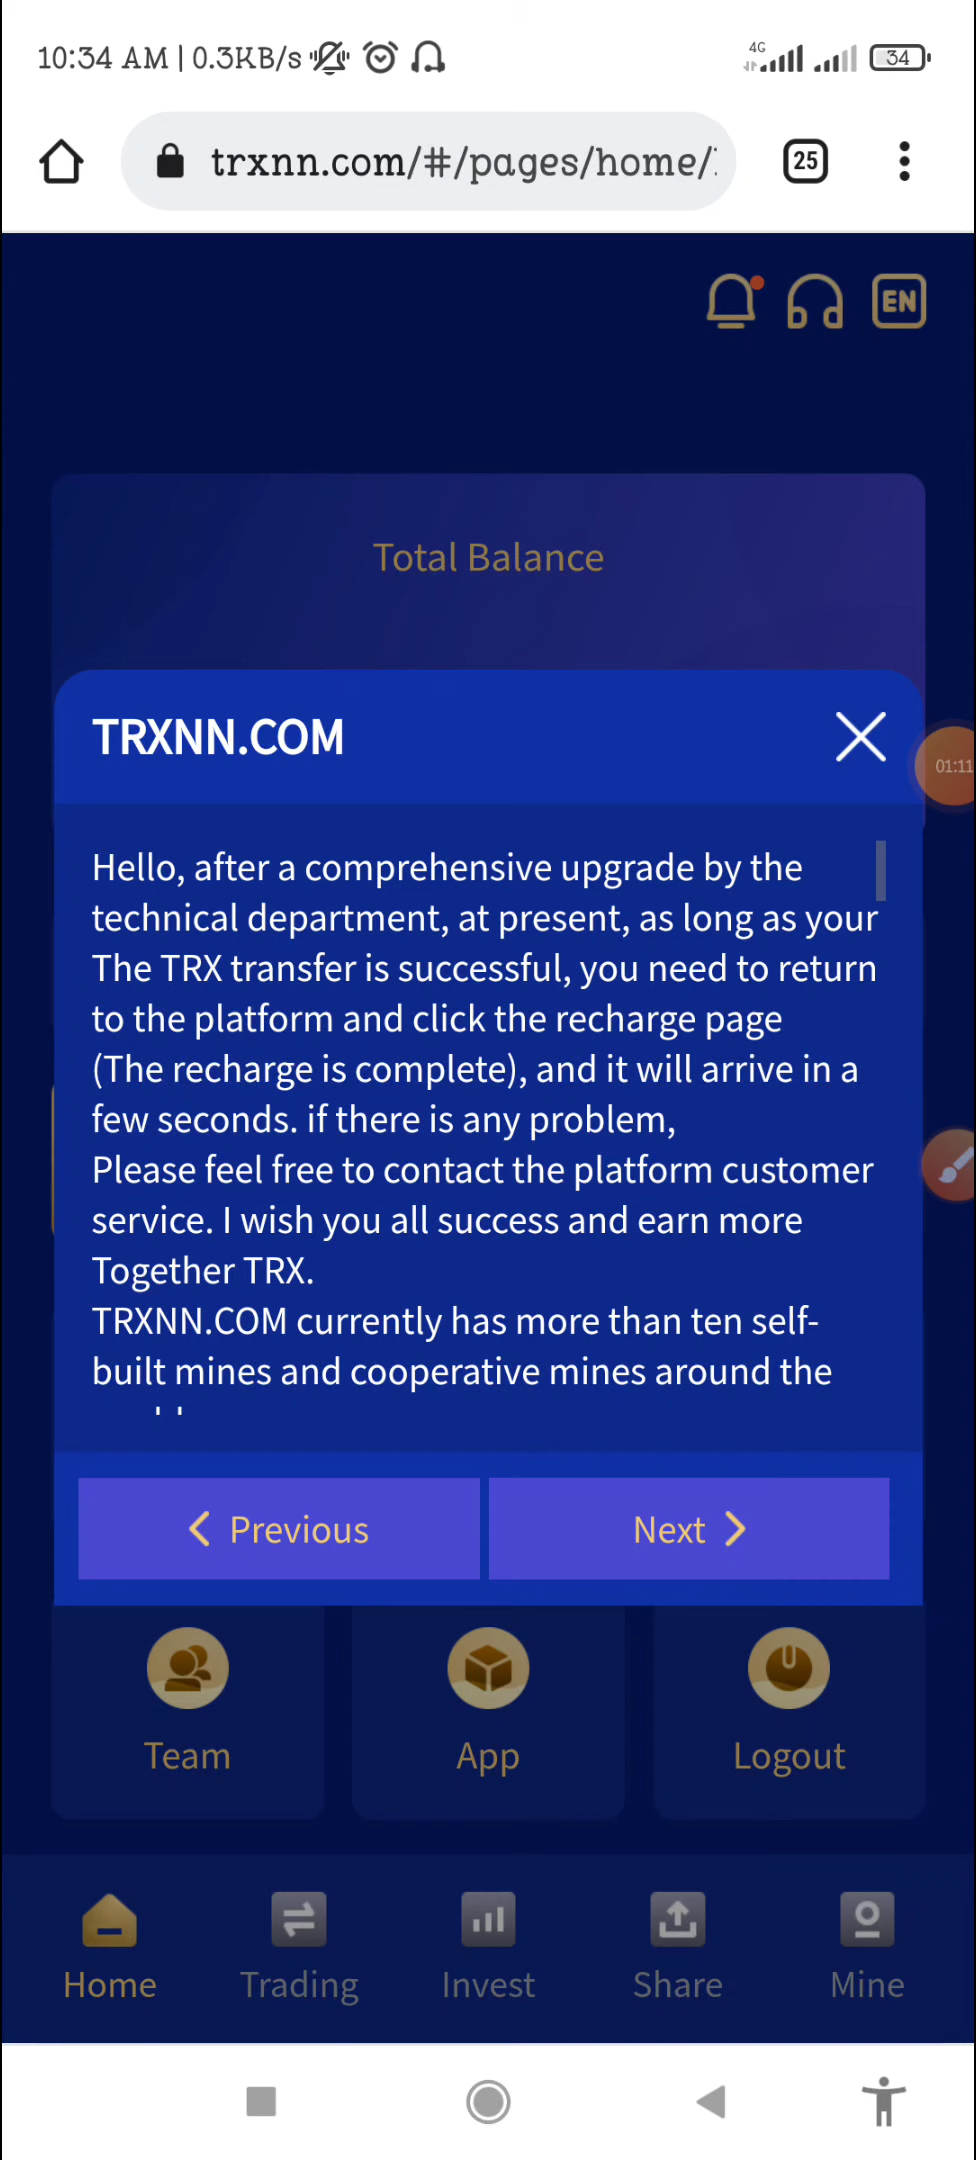 10:34 AM | 0.3KB/s
4G
34
trxnn.com/#/pages/home/
25
EN
Total Balance
TRXNN.COM
01:11
Hello, after a comprehensive upgrade by the
technical department, at present, as long as your
The TRX transfer is successful, you need to return
to the platform and click the recharge page
(The recharge is complete), and it will arrive in a
few seconds. if there is any problem,
Please feel free to contact the platform customer
service. I wish you all success and earn more
Together TRX.
TRXNN.COM currently has more than ten self-
built mines and cooperative mines around the
Previous
Next
Team
App
Logout
Home
Trading
Invest
Share
Mine